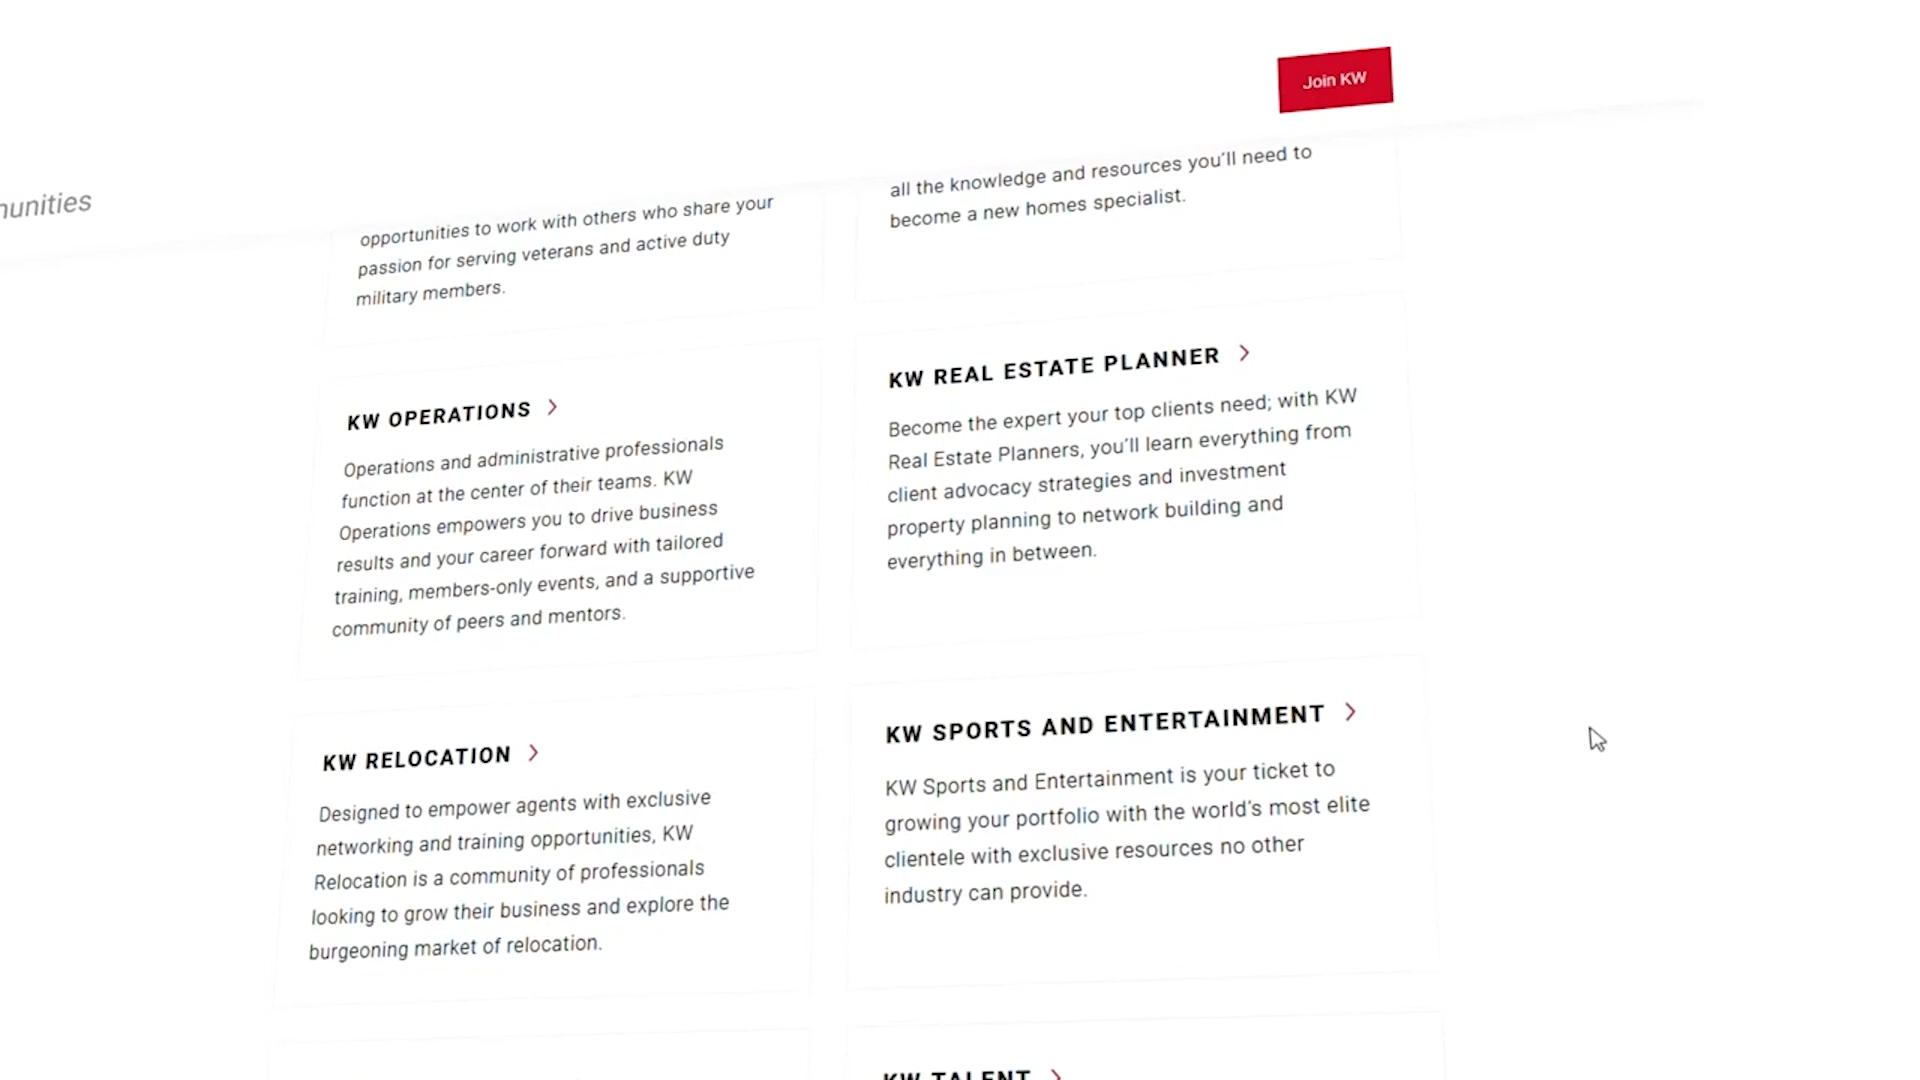 Join KW
opportunities to work with others who share your
passion for serving veterans and active duty
military members.
all the knowledge and resources you'll need to
become a new homes specialist.
KW OPERATIONS
Operations and administrative professionals
function at the center of their teams. KW
Operations empowers you to drive business
results and your career forward with tailored
training, members-only events, and a supportive
community of peers and mentors.
KW REAL ESTATE PLANNER
Become the expert your top clients need; with KW
Real Estate Planners, you'll learn everything from
client advocacy strategies and investment
property planning to network building and
everything in between.
KW RELOCATION
Designed to empower agents with exclusive
networking and training opportunities, KW
Relocation is a community of professionals
looking to grow their business and explore the
burgeoning market of relocation.
KW SPORTS AND ENTERTAINMENT
KW Sports and Entertainment is your ticket to
growing your portfolio with the world's most elite
clientele with exclusive resources no other
industry can provide.
KW TALENT